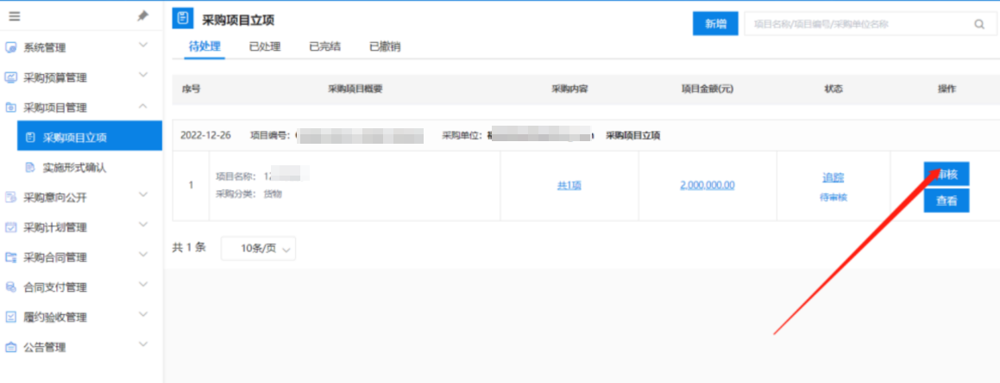 采购项目立项
新增
项目名称/项目编号/采购单位名称
待处理 已处理 已完结 已撤销
系统管理
采购预算管理
采购项目管理
采购项目立项
实施形式确认
采购意向公开
采购计划管理
采购合同管理
合同支付管理
履约验收管理
公告管理
序号 采购项目概要 采购内容 项目金额(元) 状态 操作
2022-12-26 项目编号: 采购单位: 采购项目立项
1 项目名称: 12
采购分类: 货物
共1项
2,000,000.00
追踪
待审核
审核
查看
共 1 条 10条/页